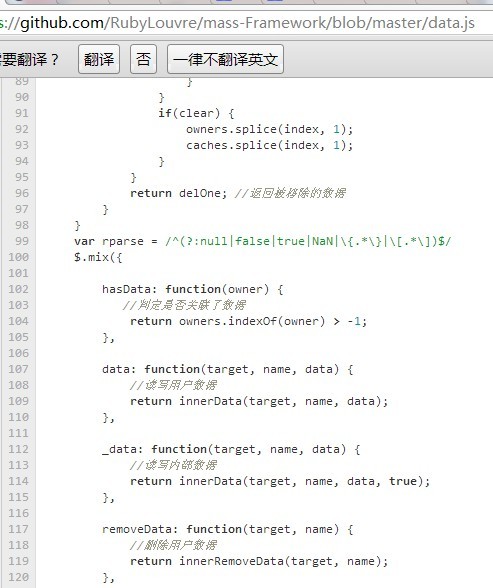 s://github.com/RubyLouvre/mass-Framework/blob/master/data.js
需要翻译？ 翻译 否 一律不翻译英文
89 }
90 }
91 if(clear) {
92 owners.splice(index, 1);
93 caches.splice(index, 1);
94 }
95 }
96 return delOne; //返回被移除的数据
97 }
98 }
99 var rparse = /^(?:null|false|true|NaN|\{.*\}|\[.*\])$/
100 $.mix({
101
102 hasData: function(owner) {
103 //判定是否关联了数据
104 return owners.indexOf(owner) > -1;
105 },
106
107 data: function(target, name, data) {
108 //读写用户数据
109 return innerData(target, name, data);
110 },
111
112 _data: function(target, name, data) {
113 //读写内部数据
114 return innerData(target, name, data, true);
115 },
116
117 removeData: function(target, name) {
118 //删除用户数据
119 return innerRemoveData(target, name);
120 },